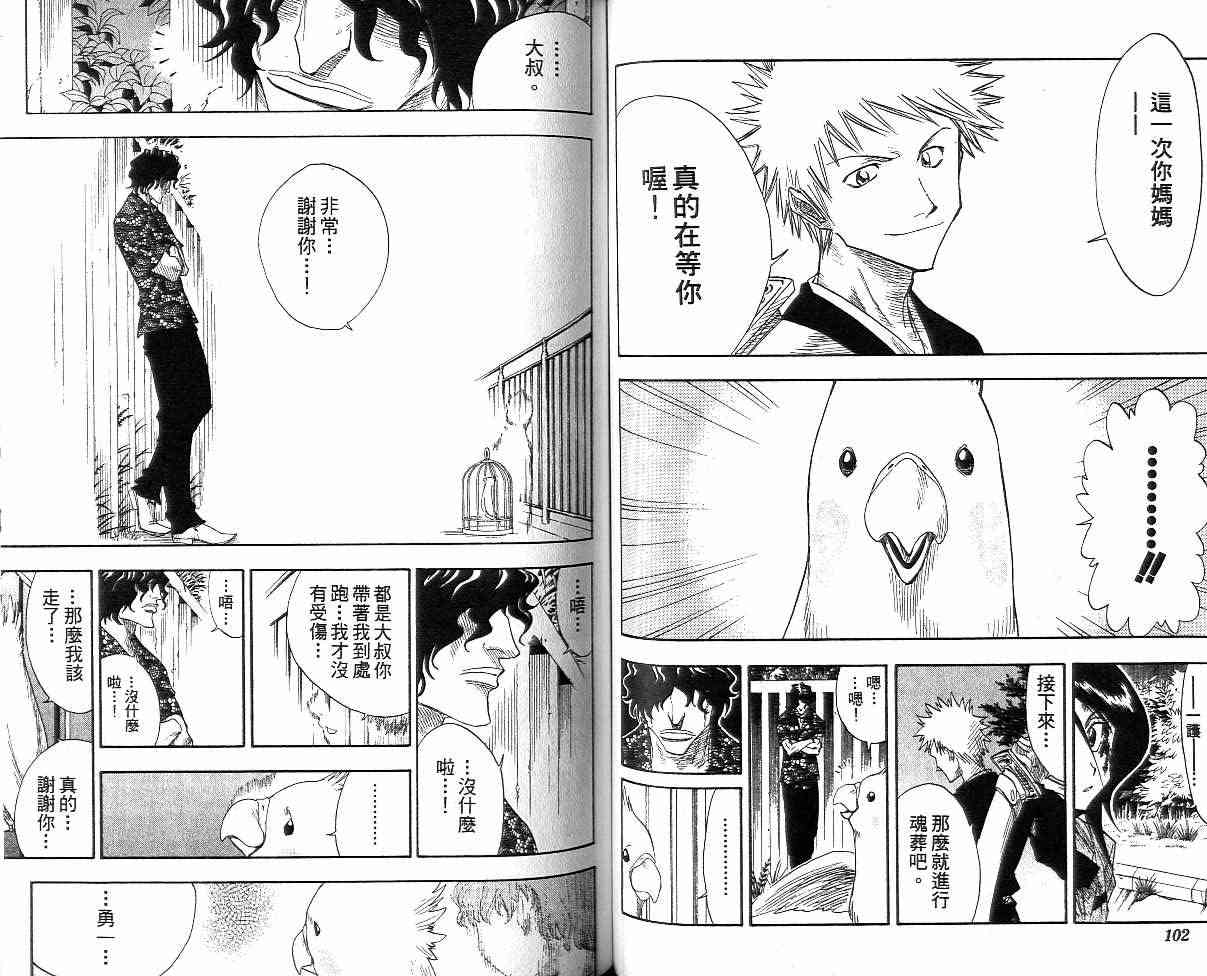 這一次你媽媽
——
真的在等你
喔！
………!!
——一護
接下來…
那麼就進行
魂葬吧。
…嗯…
…嗯！
………
102
……
大叔。
非常…
謝謝你…！
…唔…
…沒什麼
啦…！
都是大叔你
帶著我到處
跑…我才沒
有受傷…
…唔…
…沒什麼
啦…！
………
…那麼我該
走了…
真的…
謝謝你…
…勇一…